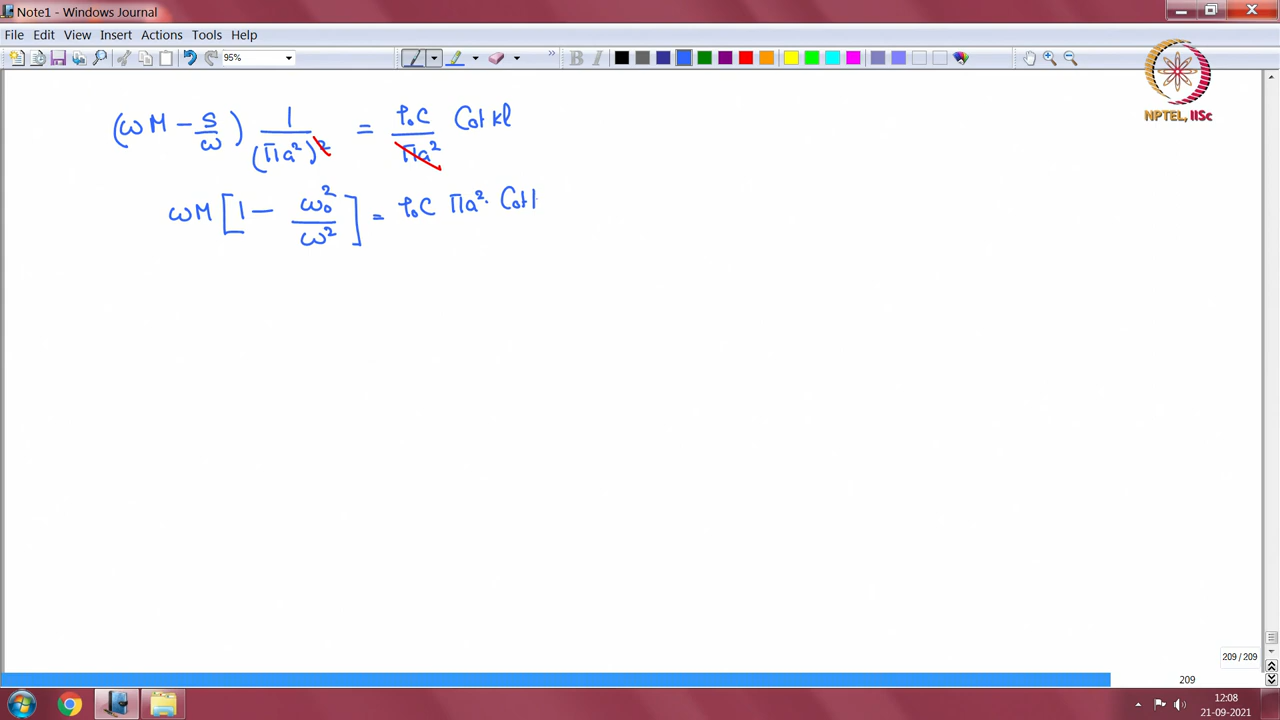 Note1 - Windows Journal
File Edit View Insert Actions Tools Help
95%
B I
NPTEL, IISc
(ωM - S/ω) 1/(πa²)² = ρ₀C/πa² Cot kl
ωM [1 - ω₀²/ω²] = ρ₀C πa². Cot l
209 / 209
209
12:08
21-09-2021